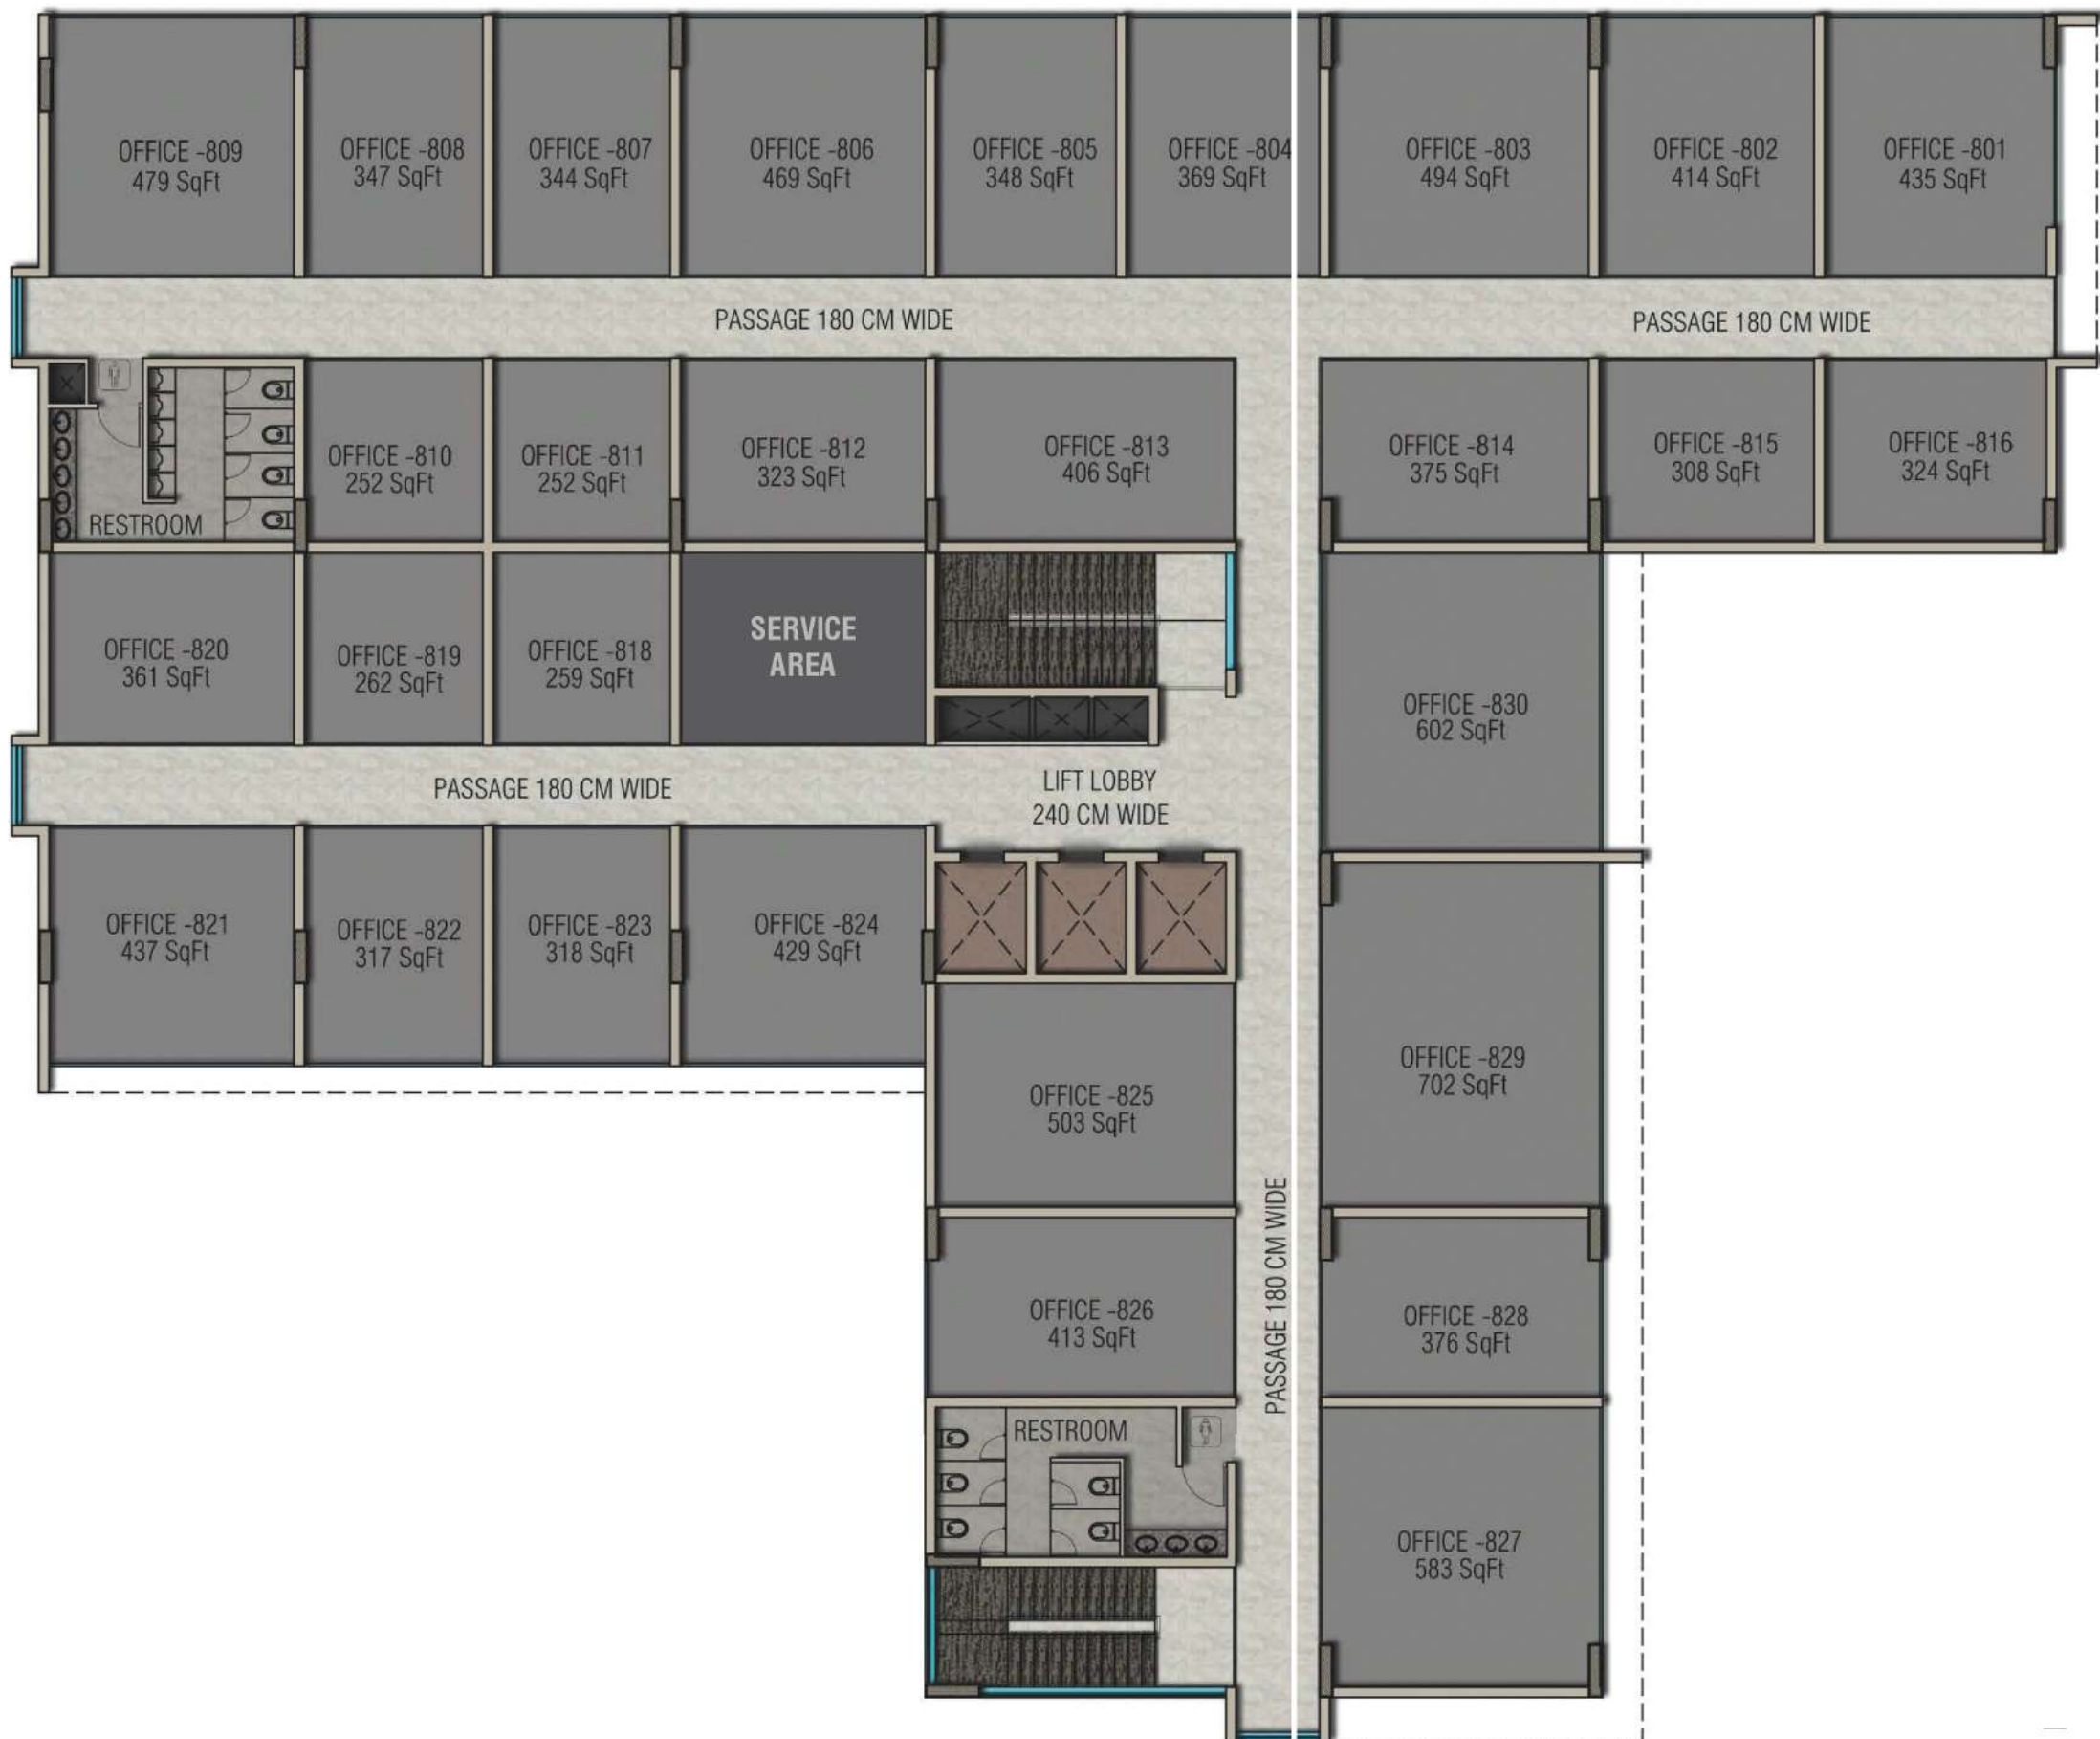 OFFICE -809
479 SqFt
OFFICE -808
347 SqFt
OFFICE -807
344 SqFt
OFFICE -806
469 SqFt
OFFICE -805
348 SqFt
OFFICE -804
369 SqFt
OFFICE -803
494 SqFt
OFFICE -802
414 SqFt
OFFICE -801
435 SqFt
PASSAGE 180 CM WIDE
PASSAGE 180 CM WIDE
RESTROOM
OFFICE -810
252 SqFt
OFFICE -811
252 SqFt
OFFICE -812
323 SqFt
OFFICE -813
406 SqFt
OFFICE -814
375 SqFt
OFFICE -815
308 SqFt
OFFICE -816
324 SqFt
OFFICE -820
361 SqFt
OFFICE -819
262 SqFt
OFFICE -818
259 SqFt
SERVICE
AREA
OFFICE -830
602 SqFt
PASSAGE 180 CM WIDE
LIFT LOBBY
240 CM WIDE
OFFICE -821
437 SqFt
OFFICE -822
317 SqFt
OFFICE -823
318 SqFt
OFFICE -824
429 SqFt
OFFICE -825
503 SqFt
OFFICE -829
702 SqFt
PASSAGE 180 CM WIDE
OFFICE -826
413 SqFt
OFFICE -828
376 SqFt
RESTROOM
OFFICE -827
583 SqFt